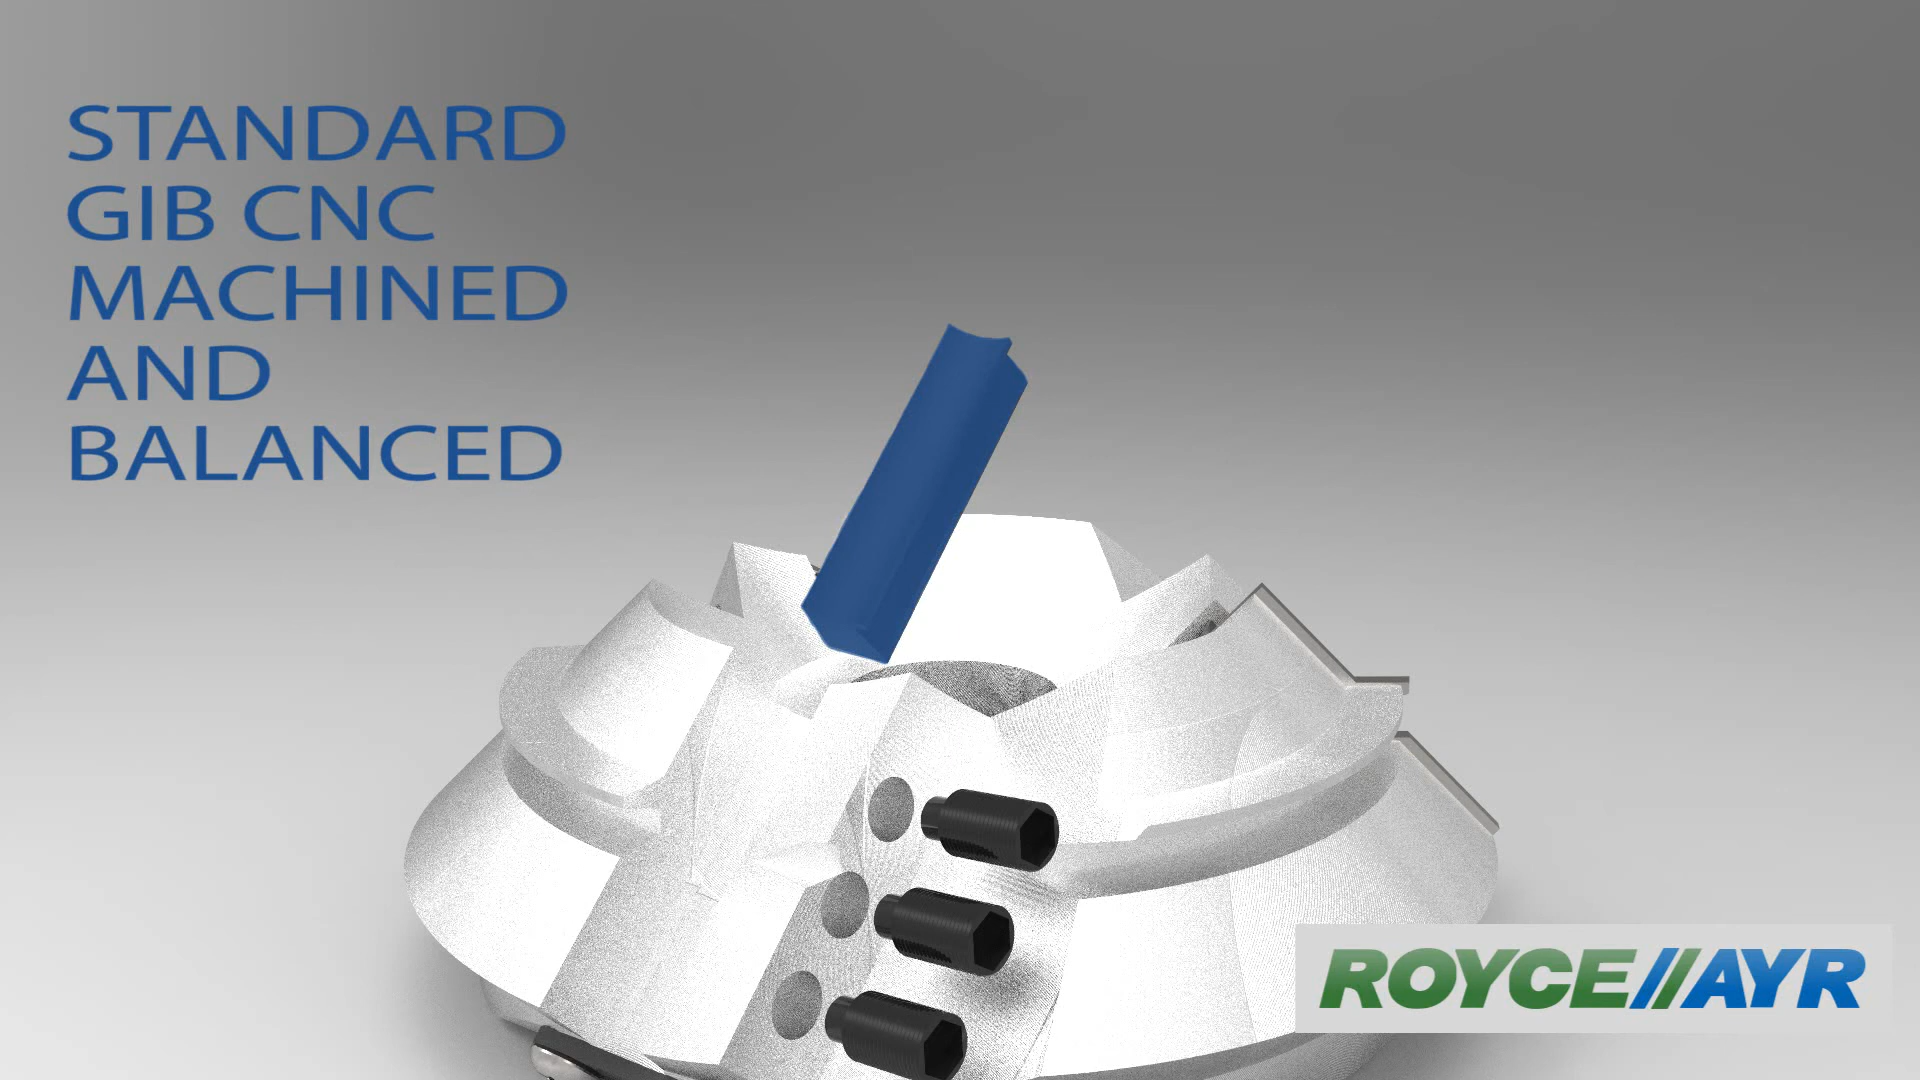 STANDARD
GIB CNC
MACHINED
AND
BALANCED
ROYCE//AYR